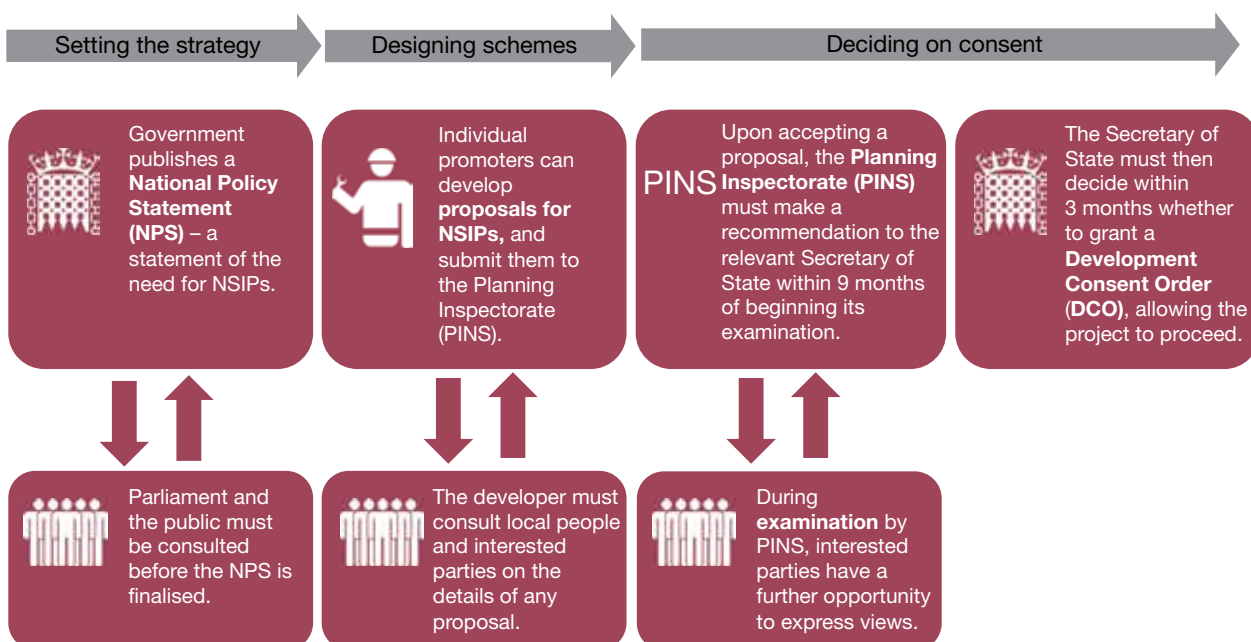 Setting the strategy
Designing schemes
Deciding on consent
Government
publishes a
National Policy
Statement
(NPS) – a
statement of the
need for NSIPs.
Individual
promoters can
develop
proposals for
NSIPs, and
submit them to
the Planning
Inspectorate
(PINS).
PINS
Upon accepting a
proposal, the Planning
Inspectorate (PINS)
must make a
recommendation to the
relevant Secretary of
State within 9 months
of beginning its
examination.
The Secretary of
State must then
decide within
3 months whether
to grant a
Development
Consent Order
(DCO), allowing the
project to proceed.
Parliament and
the public must
be consulted
before the NPS is
finalised.
The developer must
consult local people
and interested
parties on the
details of any
proposal.
During
examination by
PINS, interested
parties have a
further opportunity
to express views.